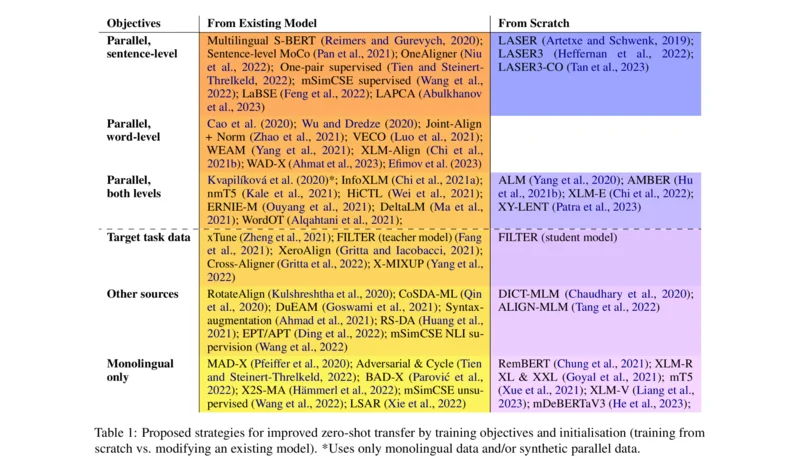 Objectives From Existing Model From Scratch
Parallel, sentence-level
Multilingual S-BERT (Reimers and Gurevych, 2020);
Sentence-level MoCo (Pan et al., 2021); OneAligner (Niu
et al., 2022); One-pair supervised (Tien and Steinert-
Threlkeld, 2022); mSimCSE supervised (Wang et al.,
2022); LaBSE (Feng et al., 2022); LAPCA (Abulkhanov
et al., 2023)
LASER (Artetxe and Schwenk, 2019);
LASER3 (Heffernan et al., 2022);
LASER3-CO (Tan et al., 2023)
Parallel, word-level
Cao et al. (2020); Wu and Dredze (2020); Joint-Align
+ Norm (Zhao et al., 2021); VECO (Luo et al., 2021);
WEAM (Yang et al., 2021); XLM-Align (Chi et al.,
2021b); WAD-X (Ahmat et al., 2023); Efimov et al. (2023)
Parallel, both levels
Kvapilíková et al. (2020)*; InfoXLM (Chi et al., 2021a);
nmT5 (Kale et al., 2021); HiCTL (Wei et al., 2021);
ERNIE-M (Ouyang et al., 2021); DeltaLM (Ma et al.,
2021); WordOT (Alqahtani et al., 2021);
ALM (Yang et al., 2020); AMBER (Hu
et al., 2021b); XLM-E (Chi et al., 2022);
XY-LENT (Patra et al., 2023)
Target task data
xTune (Zheng et al., 2021); FILTER (teacher model) (Fang
et al., 2021); XeroAlign (Gritta and Iacobacci, 2021);
Cross-Aligner (Gritta et al., 2022); X-MIXUP (Yang et al.,
2022)
FILTER (student model)
Other sources
RotateAlign (Kulshreshtha et al., 2020); CoSDA-ML (Qin
et al., 2020); DuEAM (Goswami et al., 2021); Syntax-
augmentation (Ahmad et al., 2021); RS-DA (Huang et al.,
2021); EPT/APT (Ding et al., 2022); mSimCSE NLI su-
pervision (Wang et al., 2022)
DICT-MLM (Chaudhary et al., 2020);
ALIGN-MLM (Tang et al., 2022)
Monolingual only
MAD-X (Pfeiffer et al., 2020); Adversarial & Cycle (Tien
and Steinert-Threlkeld, 2022); BAD-X (Parović et al.,
2022); X2S-MA (Hämmerl et al., 2022); mSimCSE unsu-
pervised (Wang et al., 2022); LSAR (Xie et al., 2022)
RemBERT (Chung et al., 2021); XLM-R
XL & XXL (Goyal et al., 2021); mT5
(Xue et al., 2021); XLM-V (Liang et al.,
2023); mDeBERTaV3 (He et al., 2023);
Table 1: Proposed strategies for improved zero-shot transfer by training objectives and initialisation (training from
scratch vs. modifying an existing model). *Uses only monolingual data and/or synthetic parallel data.